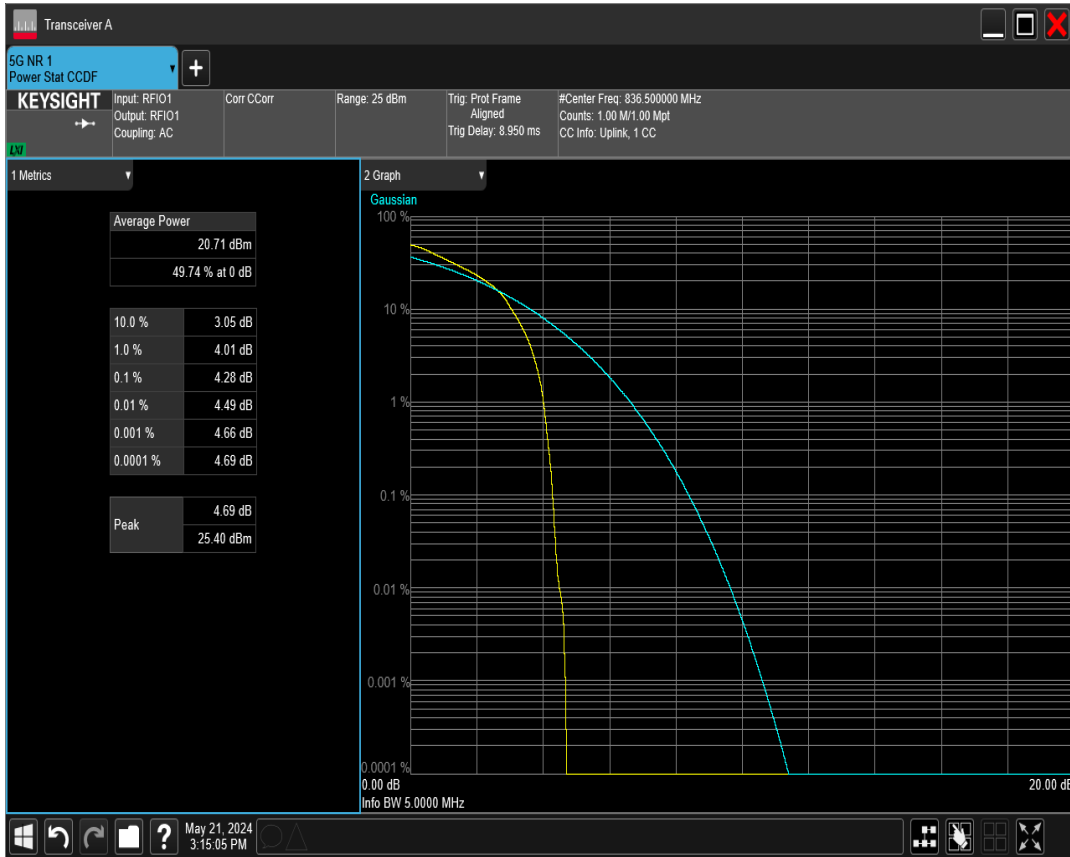 Transceiver A
5G NR 1
Power Stat CCDF
KEYSIGHT
LXI
Input: RFIO1
Output: RFIO1
Coupling: AC
Corr CCorr
Range: 25 dBm
Trig: Prot Frame
Aligned
Trig Delay: 8.950 ms
#Center Freq: 836.500000 MHz
Counts: 1.00 M/1.00 Mpt
CC Info: Uplink, 1 CC
1 Metrics
Average Power
20.71 dBm
49.74 % at 0 dB
10.0 % 3.05 dB
1.0 % 4.01 dB
0.1 % 4.28 dB
0.01 % 4.49 dB
0.001 % 4.66 dB
0.0001 % 4.69 dB
Peak
4.69 dB
25.40 dBm
2 Graph
Gaussian
100 %
10 %
1 %
0.1 %
0.01 %
0.001 %
0.0001 %
0.00 dB 20.00 dB
Info BW 5.0000 MHz
?
May 21, 2024
3:15:05 PM